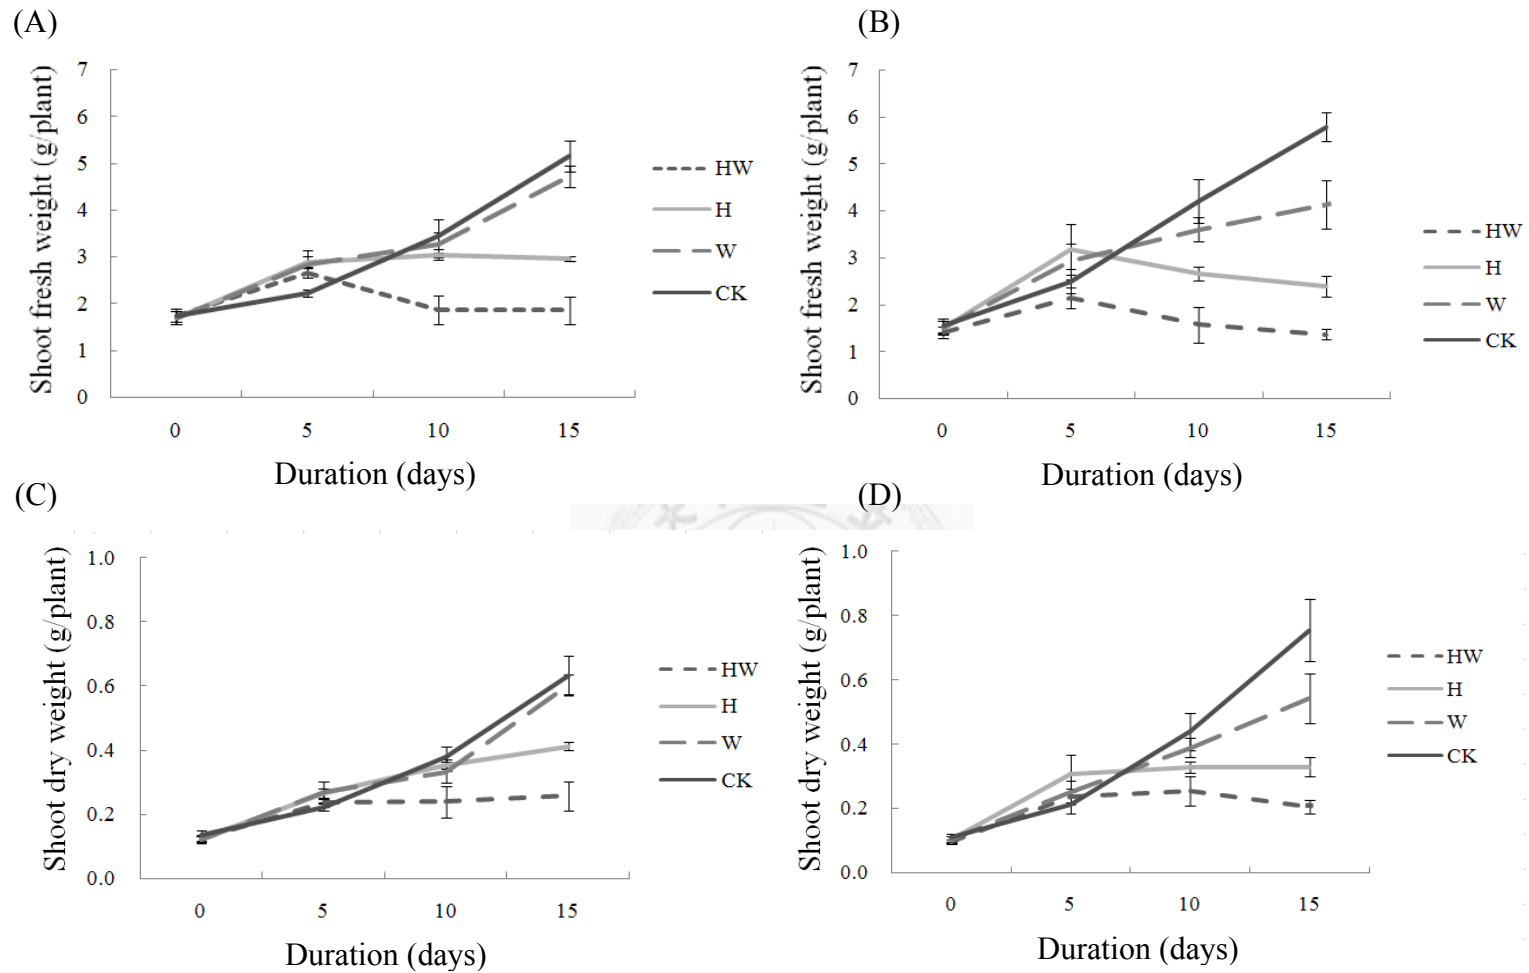 (A)
Shoot fresh weight (g/plant)
7
6
5
4
3
2
1
0
0 5 10 15
Duration (days)
HW
H
W
CK
(B)
Shoot fresh weight (g/plant)
7
6
5
4
3
2
1
0
0 5 10 15
Duration (days)
HW
H
W
CK
(C)
Shoot dry weight (g/plant)
1.0
0.8
0.6
0.4
0.2
0.0
0 5 10 15
Duration (days)
HW
H
W
CK
(D)
Shoot dry weight (g/plant)
1.0
0.8
0.6
0.4
0.2
0.0
0 5 10 15
Duration (days)
HW
H
W
CK